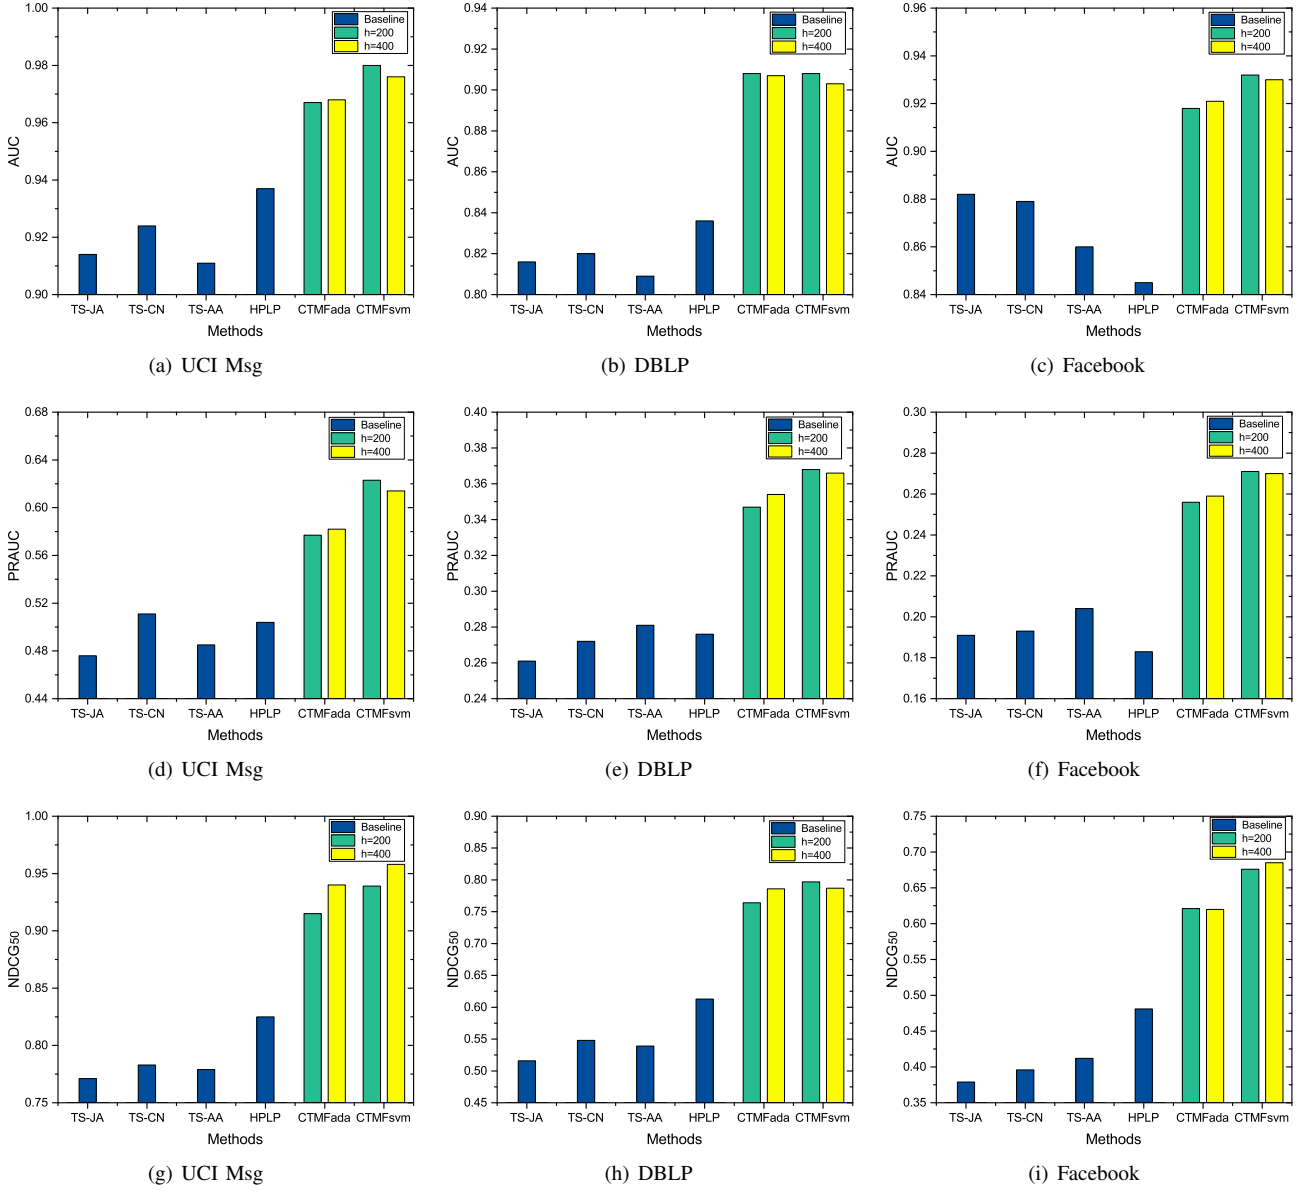 1.00
0.98
0.96
0.94
0.92
0.90
AUC
Baseline
h=200
h=400
TS-JA TS-CN TS-AA HPLP CTMFada CTMFsvm
Methods
(a) UCI Msg
0.94
0.92
0.90
0.88
0.86
0.84
0.82
0.80
AUC
Baseline
h=200
h=400
TS-JA TS-CN TS-AA HPLP CTMFada CTMFsvm
Methods
(b) DBLP
0.96
0.94
0.92
0.90
0.88
0.86
0.84
AUC
Baseline
h=200
h=400
TS-JA TS-CN TS-AA HPLP CTMFada CTMFsvm
Methods
(c) Facebook
0.68
0.64
0.60
0.56
0.52
0.48
0.44
PRAUC
Baseline
h=200
h=400
TS-JA TS-CN TS-AA HPLP CTMFada CTMFsvm
Methods
(d) UCI Msg
0.40
0.38
0.36
0.34
0.32
0.30
0.28
0.26
0.24
PRAUC
Baseline
h=200
h=400
TS-JA TS-CN TS-AA HPLP CTMFada CTMFsvm
Methods
(e) DBLP
0.30
0.28
0.26
0.24
0.22
0.20
0.18
0.16
PRAUC
Baseline
h=200
h=400
TS-JA TS-CN TS-AA HPLP CTMFada CTMFsvm
Methods
(f) Facebook
1.00
0.95
0.90
0.85
0.80
0.75
NDCG50
Baseline
h=200
h=400
TS-JA TS-CN TS-AA HPLP CTMFada CTMFsvm
Methods
(g) UCI Msg
0.90
0.85
0.80
0.75
0.70
0.65
0.60
0.55
0.50
0.45
NDCG50
Baseline
h=200
h=400
TS-JA TS-CN TS-AA HPLP CTMFada CTMFsvm
Methods
(h) DBLP
0.75
0.70
0.65
0.60
0.55
0.50
0.45
0.40
0.35
NDCG50
Baseline
h=200
h=400
TS-JA TS-CN TS-AA HPLP CTMFada CTMFsvm
Methods
(i) Facebook